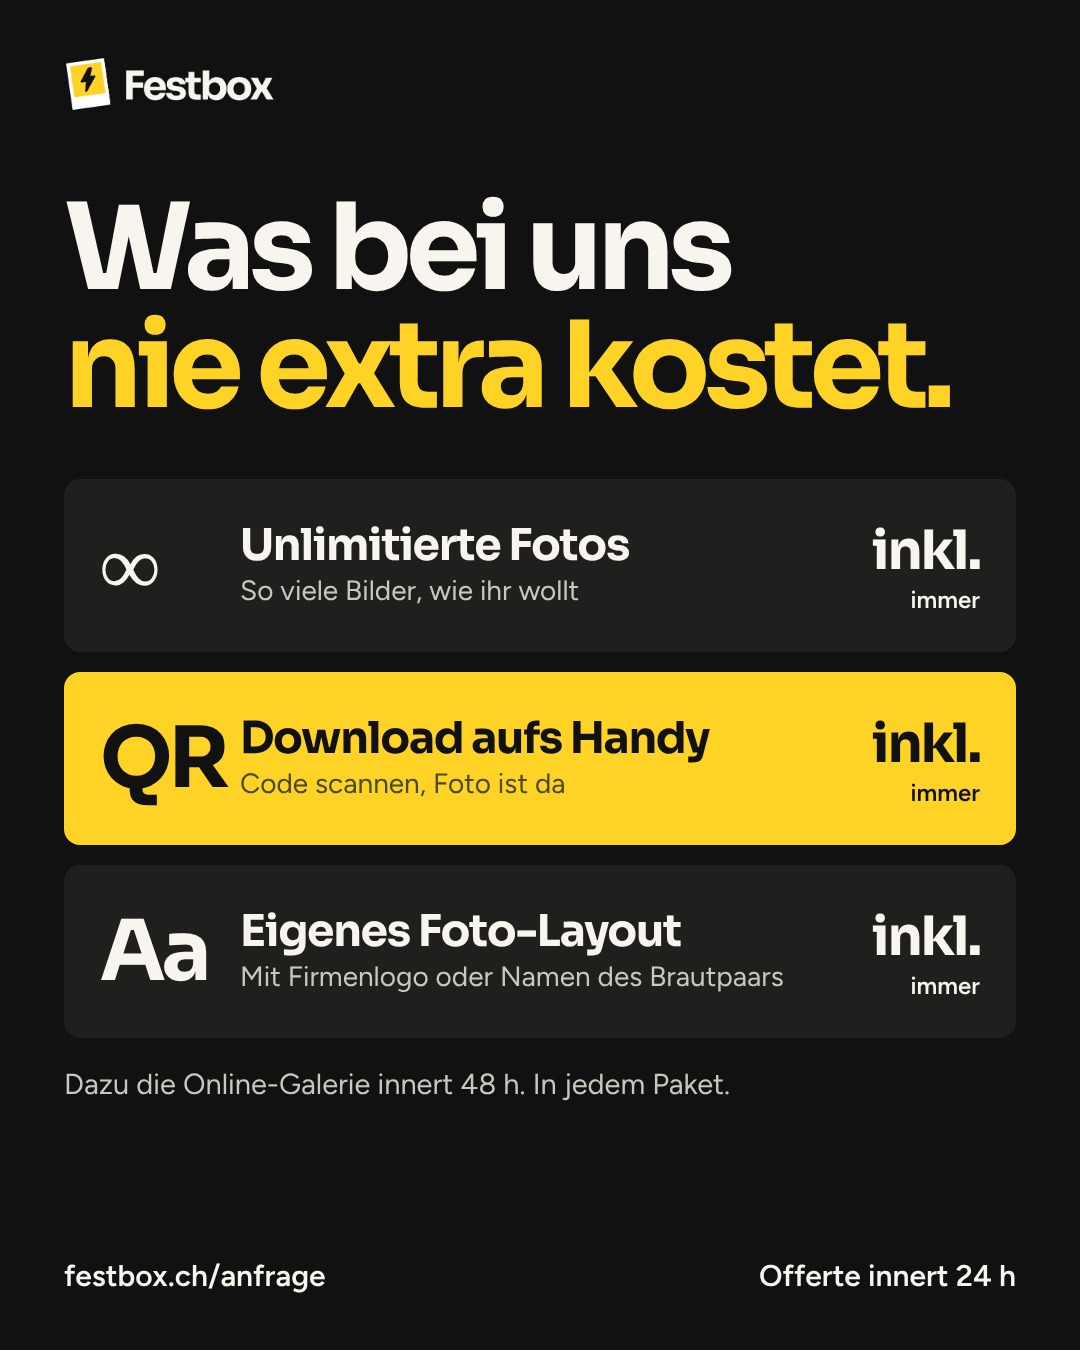 Festbox
Was bei uns
nie extra kostet.
∞
Unlimitierte Fotos
So viele Bilder, wie ihr wollt
inkl.
immer
QR
Download aufs Handy
Code scannen, Foto ist da
inkl.
immer
Aa
Eigenes Foto-Layout
Mit Firmenlogo oder Namen des Brautpaars
inkl.
immer
Dazu die Online-Galerie innert 48 h. In jedem Paket.
festbox.ch/anfrage
Offerte innert 24 h